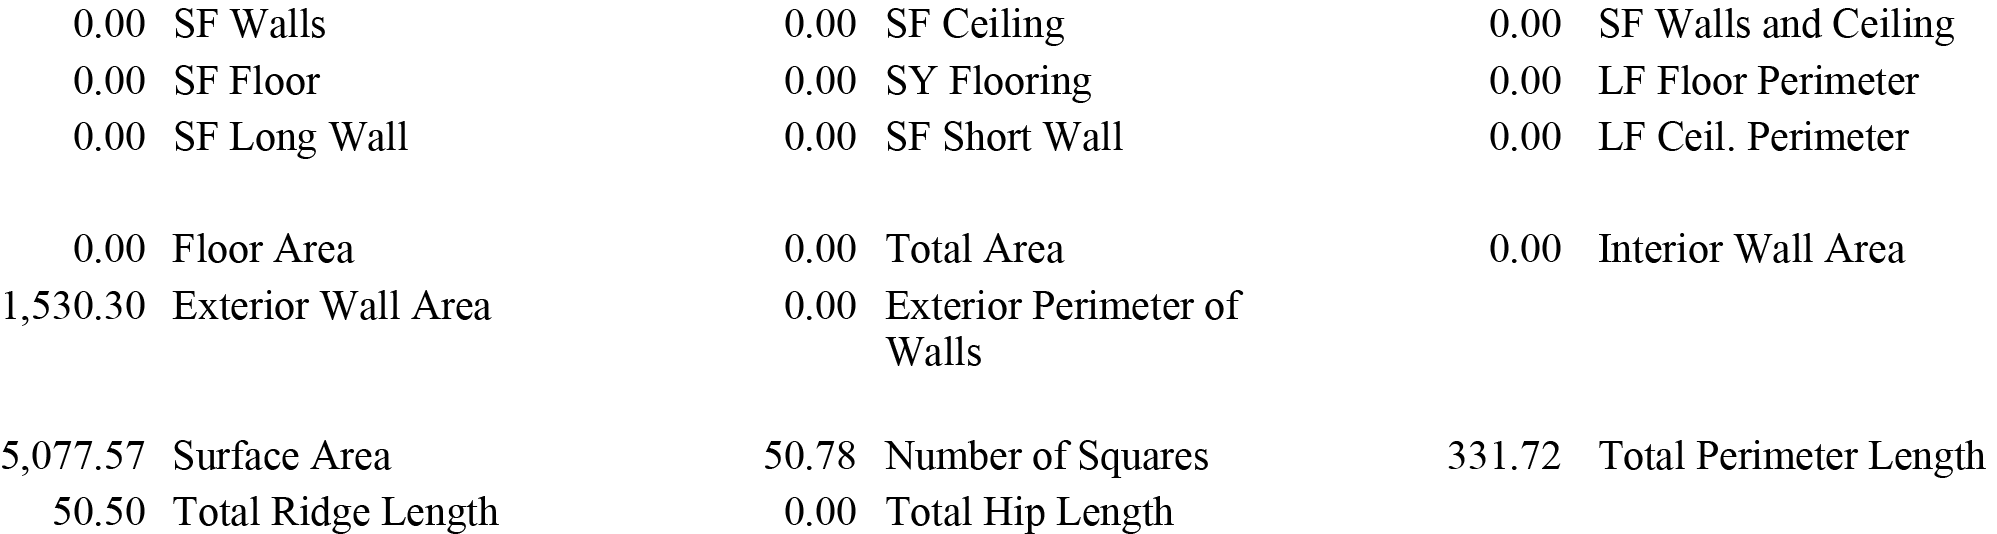 0.00 SF Walls 0.00 SF Ceiling 0.00 SF Walls and Ceiling
0.00 SF Floor 0.00 SY Flooring 0.00 LF Floor Perimeter
0.00 SF Long Wall 0.00 SF Short Wall 0.00 LF Ceil. Perimeter
0.00 Floor Area 0.00 Total Area 0.00 Interior Wall Area
1,530.30 Exterior Wall Area 0.00 Exterior Perimeter of
Walls
5,077.57 Surface Area 50.78 Number of Squares 331.72 Total Perimeter Length
50.50 Total Ridge Length 0.00 Total Hip Length